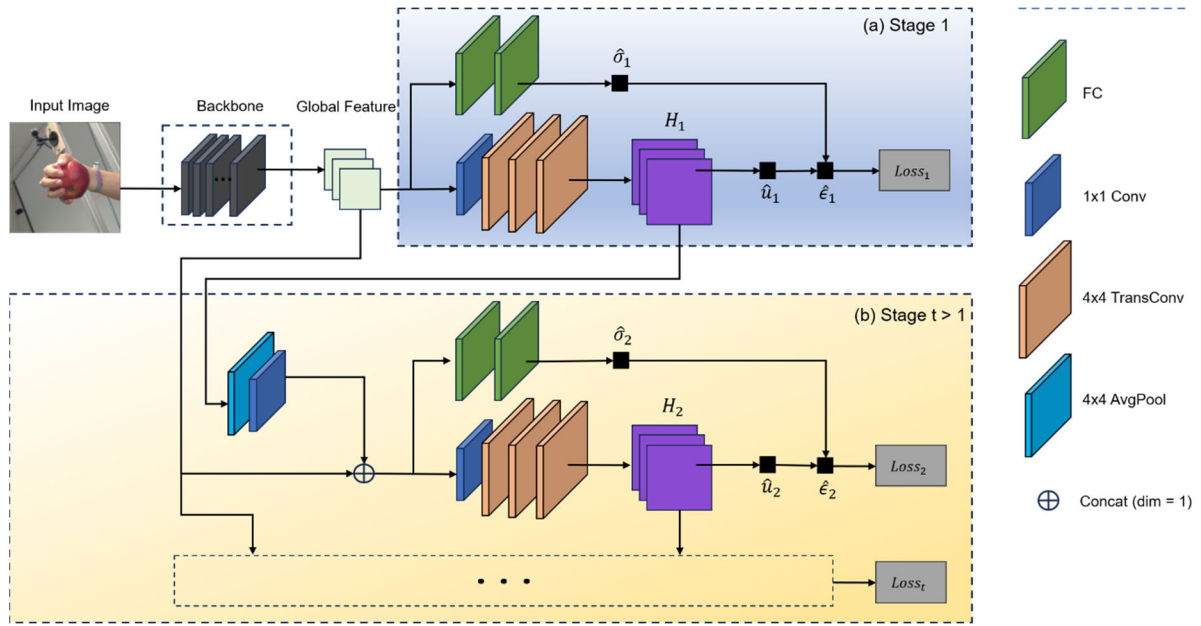 (a) Stage 1
Input Image
Backbone
Global Feature
σ̂₁
H₁
û₁
ε̂₁
Loss₁
(b) Stage t > 1
σ̂₂
H₂
û₂
ε̂₂
Loss₂
• • •
Lossₜ
FC
1x1 Conv
4x4 TransConv
4x4 AvgPool
Concat (dim = 1)